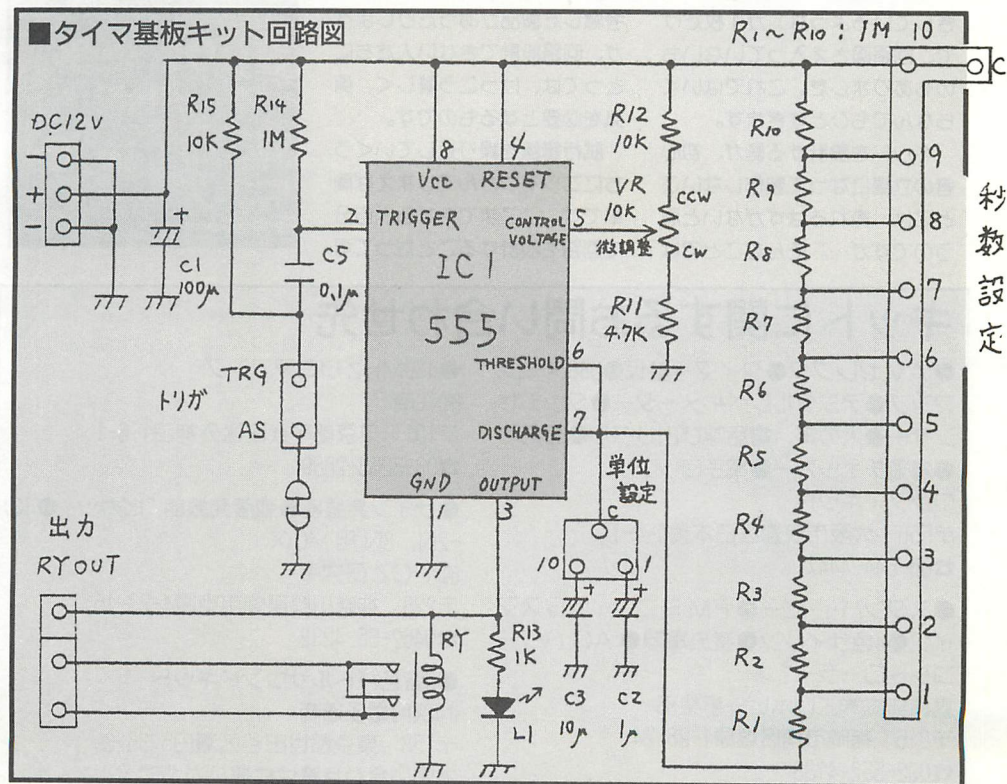 ■タイマ基板キット回路図
R1～R10 : 1M
10
C
DC12V
−
+
−
+
C1
100μ
R15
10K
R14
1M
8
Vcc
4
RESET
R12
10K
R10
9
R9
8
R8
7
R7
6
R6
5
R5
4
R4
3
R3
2
R2
1
R1
秒数設定
2
TRIGGER
CONTROL VOLTAGE
5
VR
10K
微調整
CCW
CW
C5
0.1μ
IC1
555
R11
4.7K
THRESHOLD
6
TRG
トリガ
AS
DISCHARGE
7
単位
設定
C
10
1
+
+
C3
10μ
C2
1μ
GND
OUTPUT
3
出力
RYOUT
RY
R13
1K
L1